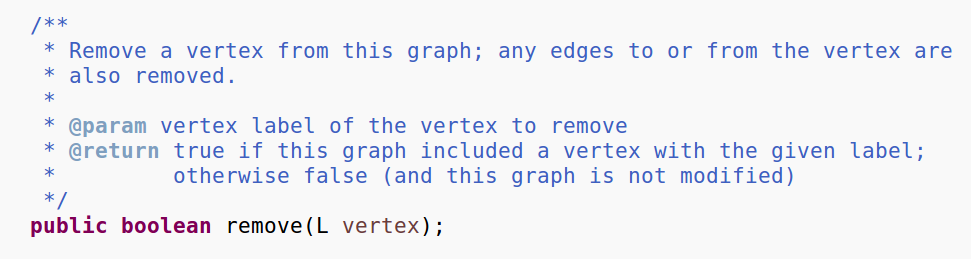 /**
 * Remove a vertex from this graph; any edges to or from the vertex are
 * also removed.
 *
 * @param vertex label of the vertex to remove
 * @return true if this graph included a vertex with the given label;
 *         otherwise false (and this graph is not modified)
 */
public boolean remove(L vertex);